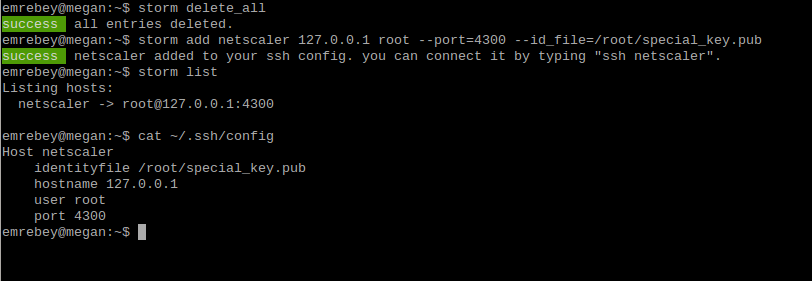 emrebey@megan:~$ storm delete_all
success  all entries deleted.
emrebey@megan:~$ storm add netscaler 127.0.0.1 root --port=4300 --id_file=/root/special_key.pub
success  netscaler added to your ssh config. you can connect it by typing "ssh netscaler".
emrebey@megan:~$ storm list
Listing hosts:
  netscaler -> root@127.0.0.1:4300

emrebey@megan:~$ cat ~/.ssh/config
Host netscaler
    identityfile /root/special_key.pub
    hostname 127.0.0.1
    user root
    port 4300
emrebey@megan:~$